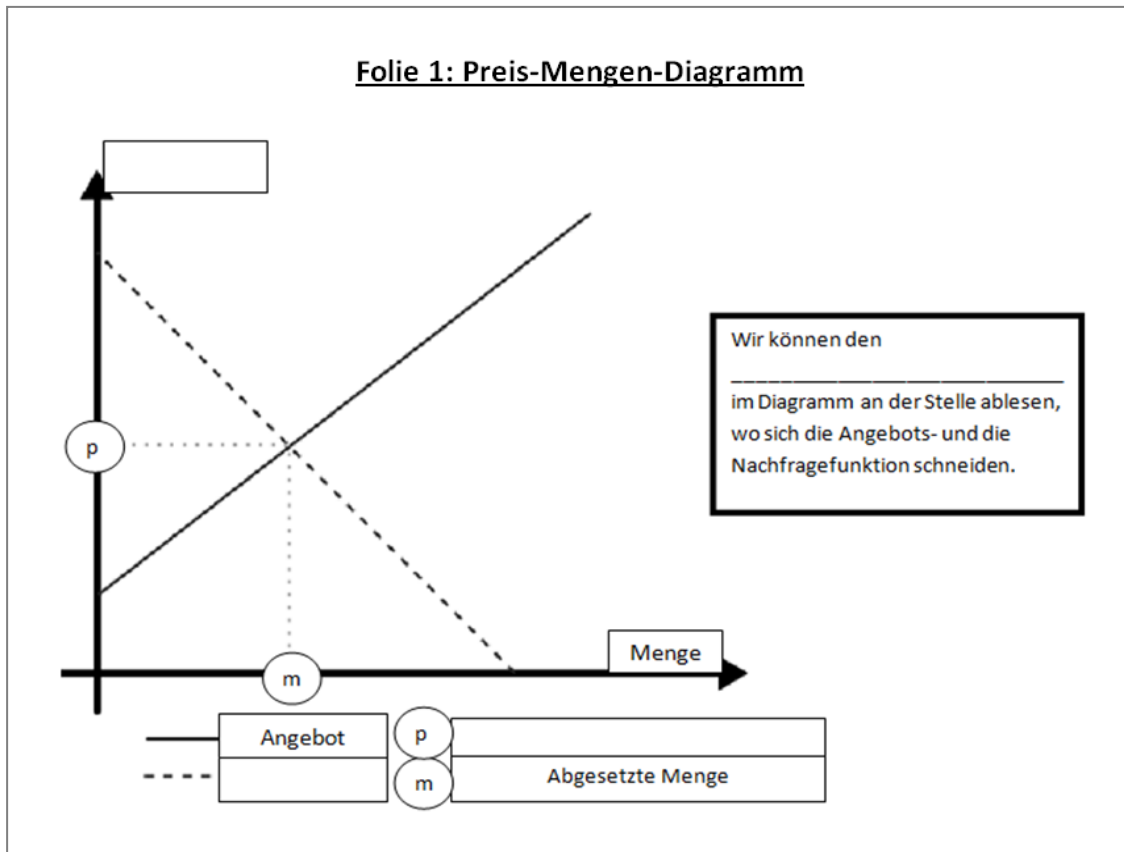 Folie 1: Preis-Mengen-Diagramm
Wir können den
______________________________
im Diagramm an der Stelle ablesen,
wo sich die Angebots- und die
Nachfragefunktion schneiden.
p
Menge
m
Angebot
p
m
Abgesetzte Menge